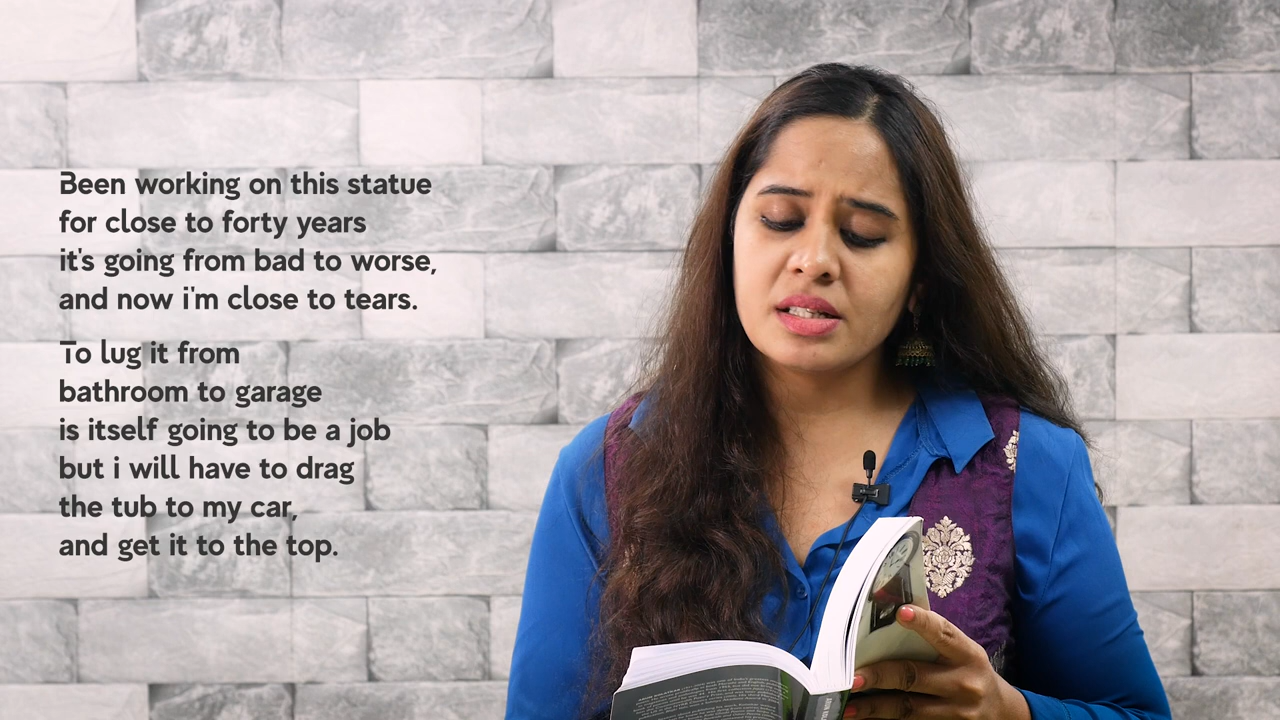 Been working on this statue
for close to forty years
it's going from bad to worse,
and now i'm close to tears.
To lug it from
bathroom to garage
is itself going to be a job
but i will have to drag
the tub to my car,
and get it to the top.